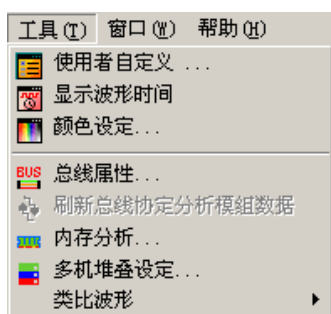 工具(T) 窗口(W) 帮助(H)
使用者自定义 ...
显示波形时间
颜色设定...
BUS 总线属性...
刷新总线协定分析模组数据
内存分析...
多机堆叠设定...
类比波形